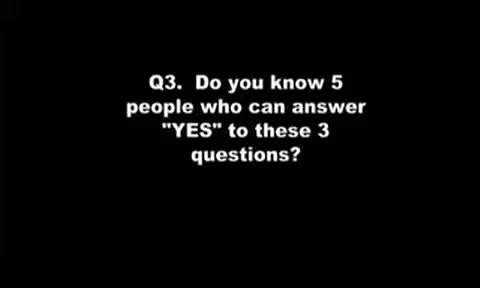 Q3.  Do you know 5
people who can answer
"YES" to these 3
questions?